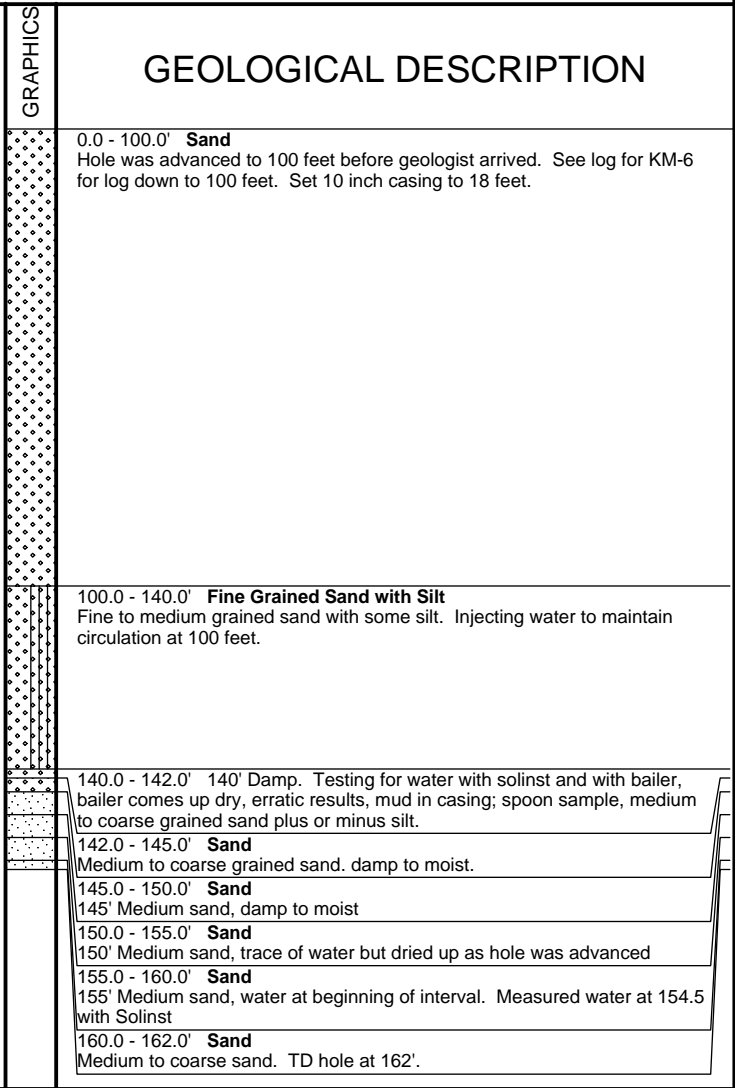 GRAPHICS
GEOLOGICAL DESCRIPTION
0.0 - 100.0' Sand
Hole was advanced to 100 feet before geologist arrived. See log for KM-6
for log down to 100 feet. Set 10 inch casing to 18 feet.
100.0 - 140.0' Fine Grained Sand with Silt
Fine to medium grained sand with some silt. Injecting water to maintain
circulation at 100 feet.
140.0 - 142.0' 140' Damp. Testing for water with solinst and with bailer,
bailer comes up dry, erratic results, mud in casing; spoon sample, medium
to coarse grained sand plus or minus silt.
142.0 - 145.0' Sand
Medium to coarse grained sand. damp to moist.
145.0 - 150.0' Sand
145' Medium sand, damp to moist
150.0 - 155.0' Sand
150' Medium sand, trace of water but dried up as hole was advanced
155.0 - 160.0' Sand
155' Medium sand, water at beginning of interval. Measured water at 154.5
with Solinst
160.0 - 162.0' Sand
Medium to coarse sand. TD hole at 162'.